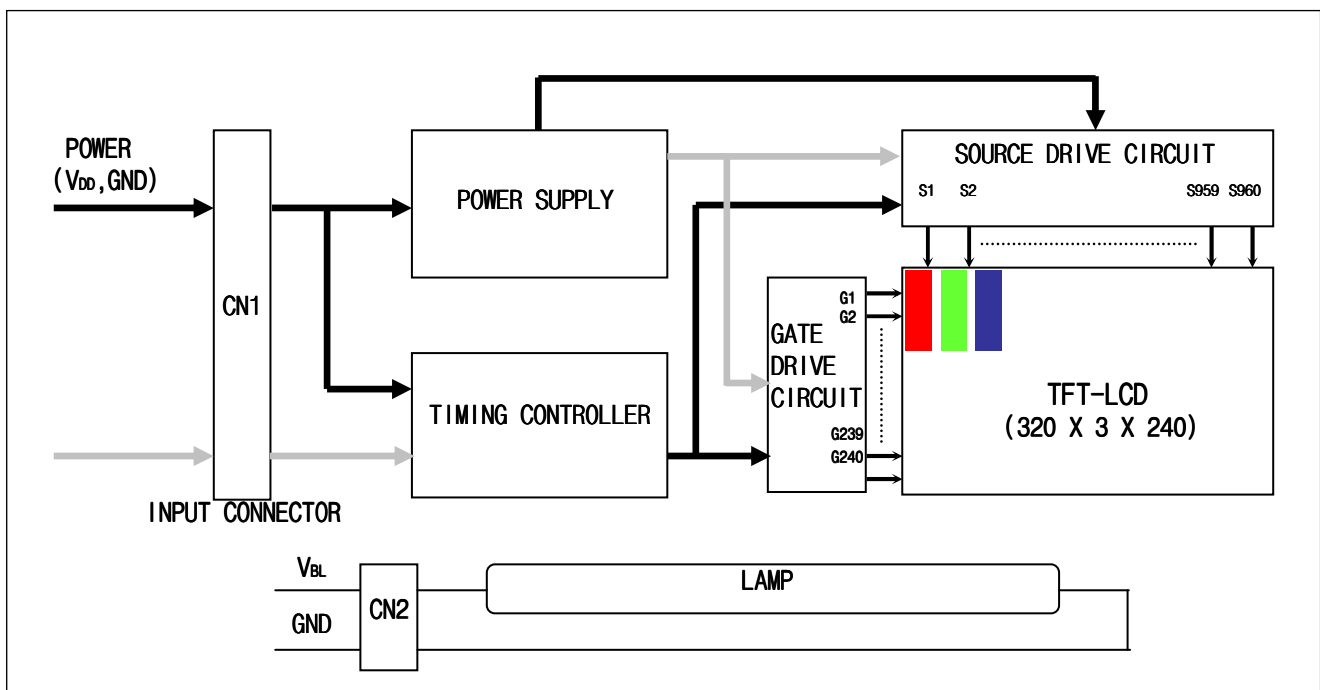 POWER
(VDD,GND)
CN1
INPUT CONNECTOR
POWER SUPPLY
TIMING CONTROLLER
SOURCE DRIVE CIRCUIT
S1 S2 S959 S960
G1
G2
GATE
DRIVE
CIRCUIT
G239
G240
TFT-LCD
(320 X 3 X 240)
VBL
GND
CN2
LAMP